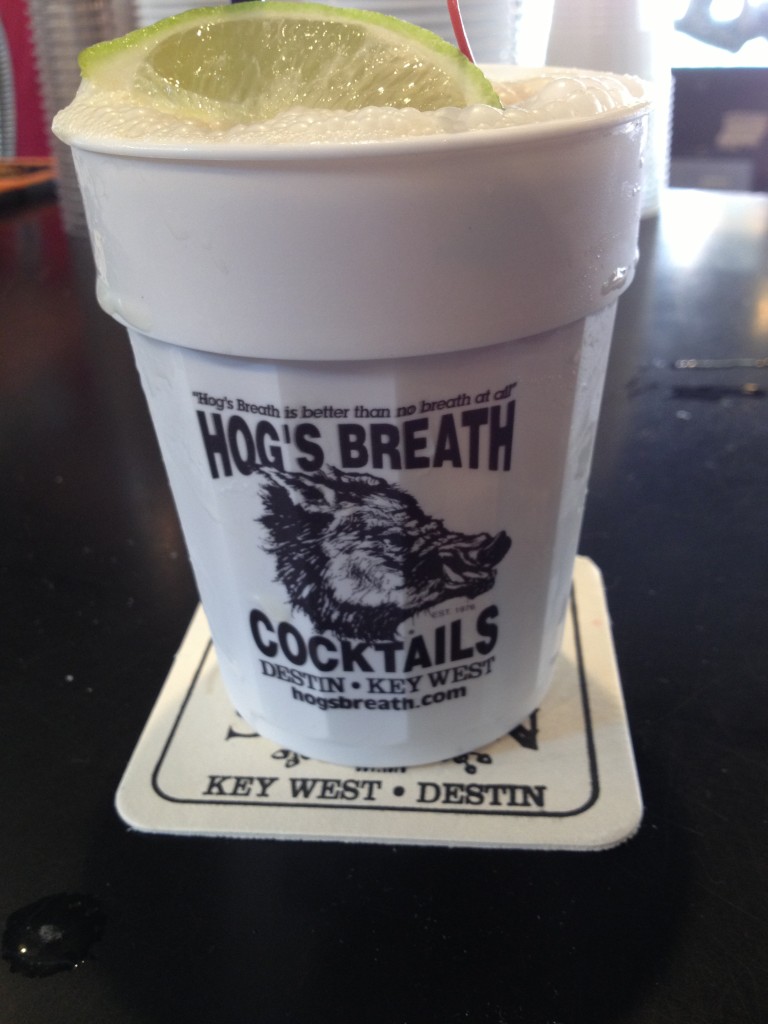 "Hog's Breath is better than no breath at all"
HOG'S BREATH
EST. 1976
COCKTAILS
DESTIN • KEY WEST
hogsbreath.com
KEY WEST • DESTIN